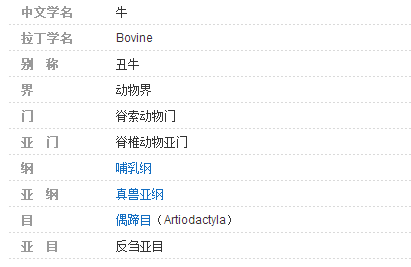 中文学名 牛
拉丁学名 Bovine
别 称 丑牛
界 动物界
门 脊索动物门
亚 门 脊椎动物亚门
纲 哺乳纲
亚 纲 真兽亚纲
目 偶蹄目（Artiodactyla）
亚 目 反刍亚目